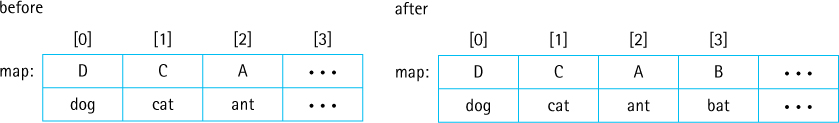 before
[0] [1] [2] [3]
map: D C A •••
dog cat ant •••
after
[0] [1] [2] [3]
map: D C A B •••
dog cat ant bat •••